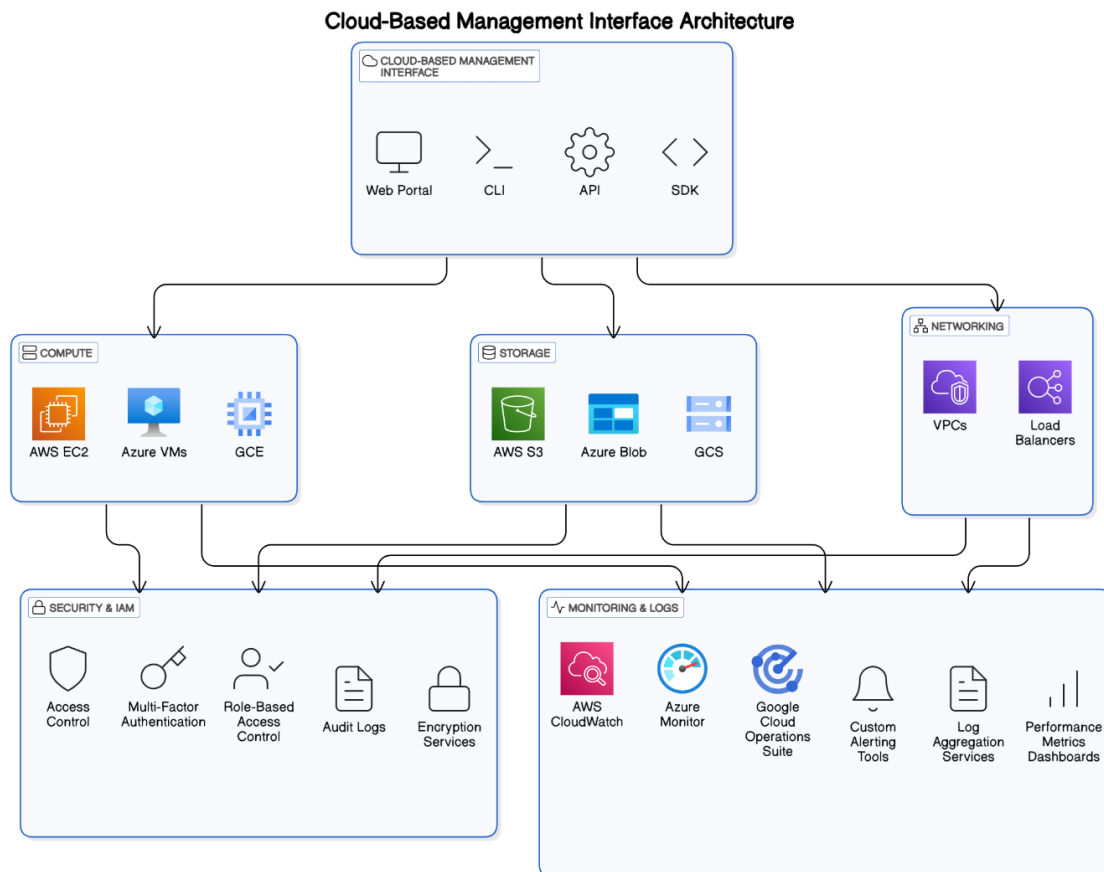 Cloud-Based Management Interface Architecture
CLOUD-BASED MANAGEMENT
INTERFACE
Web Portal
CLI
API
SDK
COMPUTE
AWS EC2
Azure VMs
GCE
STORAGE
AWS S3
Azure Blob
GCS
NETWORKING
VPCs
Load
Balancers
SECURITY & IAM
Access
Control
Multi-Factor
Authentication
Role-Based
Access
Control
Audit Logs
Encryption
Services
MONITORING & LOGS
AWS
CloudWatch
Azure
Monitor
Google
Cloud
Operations
Suite
Custom
Alerting
Tools
Log
Aggregation
Services
Performance
Metrics
Dashboards